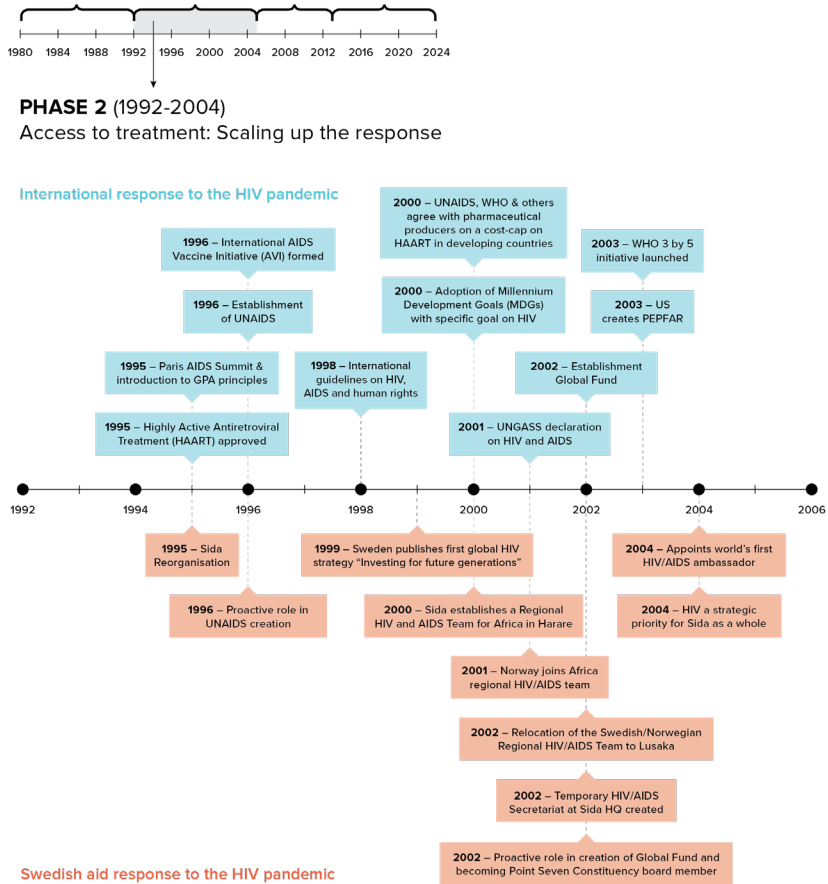 1980 1984 1988 1992 1996 2000 2004 2008 2012 2016 2020 2024
PHASE 2 (1992-2004)
Access to treatment: Scaling up the response
International response to the HIV pandemic
1996 – International AIDS
Vaccine Initiative (AVI) formed
1996 – Establishment
of UNAIDS
1995 – Paris AIDS Summit &
introduction to GPA principles
1995 – Highly Active Antiretroviral
Treatment (HAART) approved
1998 – International
guidelines on HIV,
AIDS and human rights
2000 – UNAIDS, WHO & others
agree with pharmaceutical
producers on a cost-cap on
HAART in developing countries
2000 – Adoption of Millennium
Development Goals (MDGs)
with specific goal on HIV
2001 – UNGASS declaration
on HIV and AIDS
2002 – Establishment
Global Fund
2003 – WHO 3 by 5
initiative launched
2003 – US
creates PEPFAR
1992 1994 1996 1998 2000 2002 2004 2006
1995 – Sida
Reorganisation
1996 – Proactive role in
UNAIDS creation
1999 – Sweden publishes first global HIV
strategy “Investing for future generations”
2000 – Sida establishes a Regional
HIV and AIDS Team for Africa in Harare
2001 – Norway joins Africa
regional HIV/AIDS team
2002 – Relocation of the Swedish/Norwegian
Regional HIV/AIDS Team to Lusaka
2002 – Temporary HIV/AIDS
Secretariat at Sida HQ created
2002 – Proactive role in creation of Global Fund and
becoming Point Seven Constituency board member
2004 – Appoints world’s first
HIV/AIDS ambassador
2004 – HIV a strategic
priority for Sida as a whole
Swedish aid response to the HIV pandemic